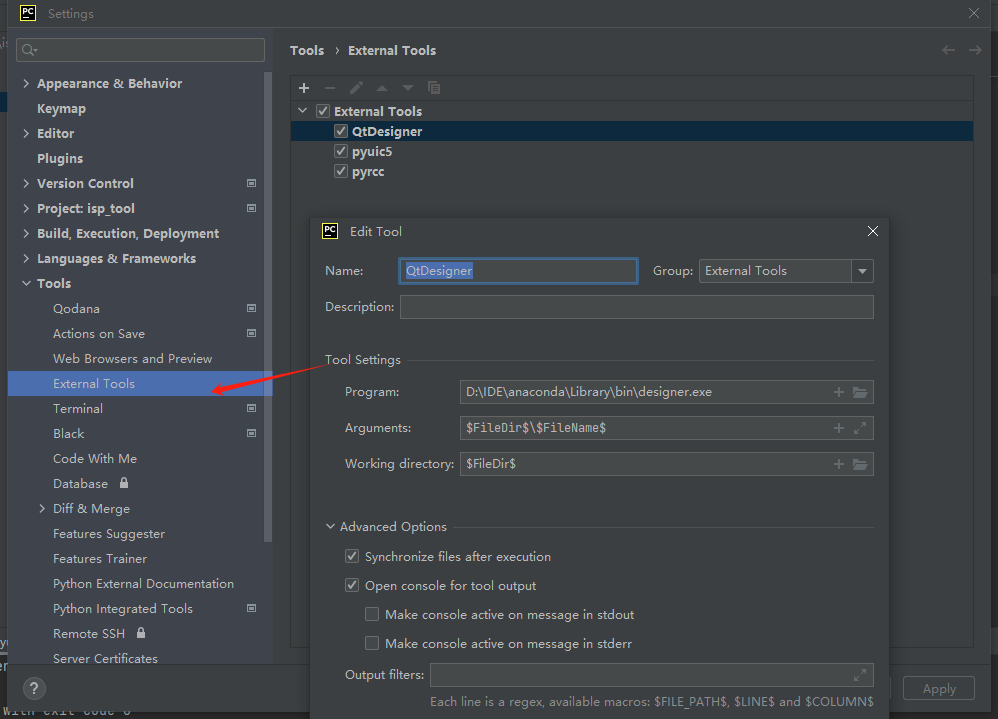 PC Settings
Tools › External Tools
Appearance & Behavior
Keymap
Editor
Plugins
Version Control
Project: isp_tool
Build, Execution, Deployment
Languages & Frameworks
Tools
Qodana
Actions on Save
Web Browsers and Preview
External Tools
Terminal
Black
Code With Me
Database
Diff & Merge
Features Suggester
Features Trainer
Python External Documentation
Python Integrated Tools
Remote SSH
Server Certificates
External Tools
QtDesigner
pyuic5
pyrcc
PC Edit Tool
Name: QtDesigner Group: External Tools
Description:
Tool Settings
Program: D:\IDE\anaconda\Library\bin\designer.exe
Arguments: $FileDir$\$FileName$
Working directory: $FileDir$
Advanced Options
Synchronize files after execution
Open console for tool output
Make console active on message in stdout
Make console active on message in stderr
Output filters:
Each line is a regex, available macros: $FILE_PATH$, $LINE$ and $COLUMN$
? Apply